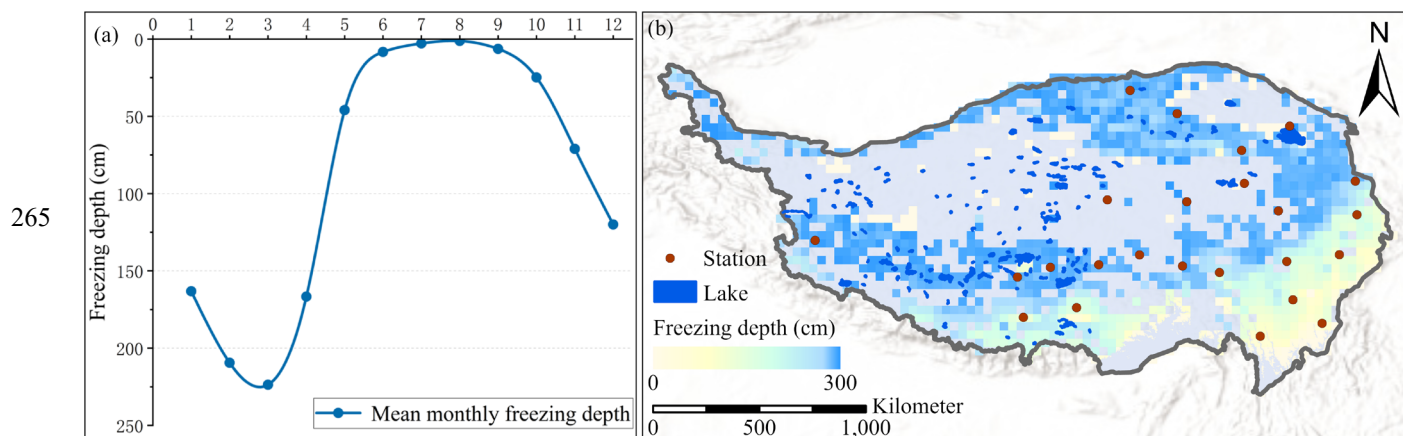 265
(a)
1 2 3 4 5 6 7 8 9 10 11 12
0
50
100
150
200
250
Freezing depth (cm)
Mean monthly freezing depth
(b)
N
Station
Lake
Freezing depth (cm)
0 300
Kilometer
0 500 1,000